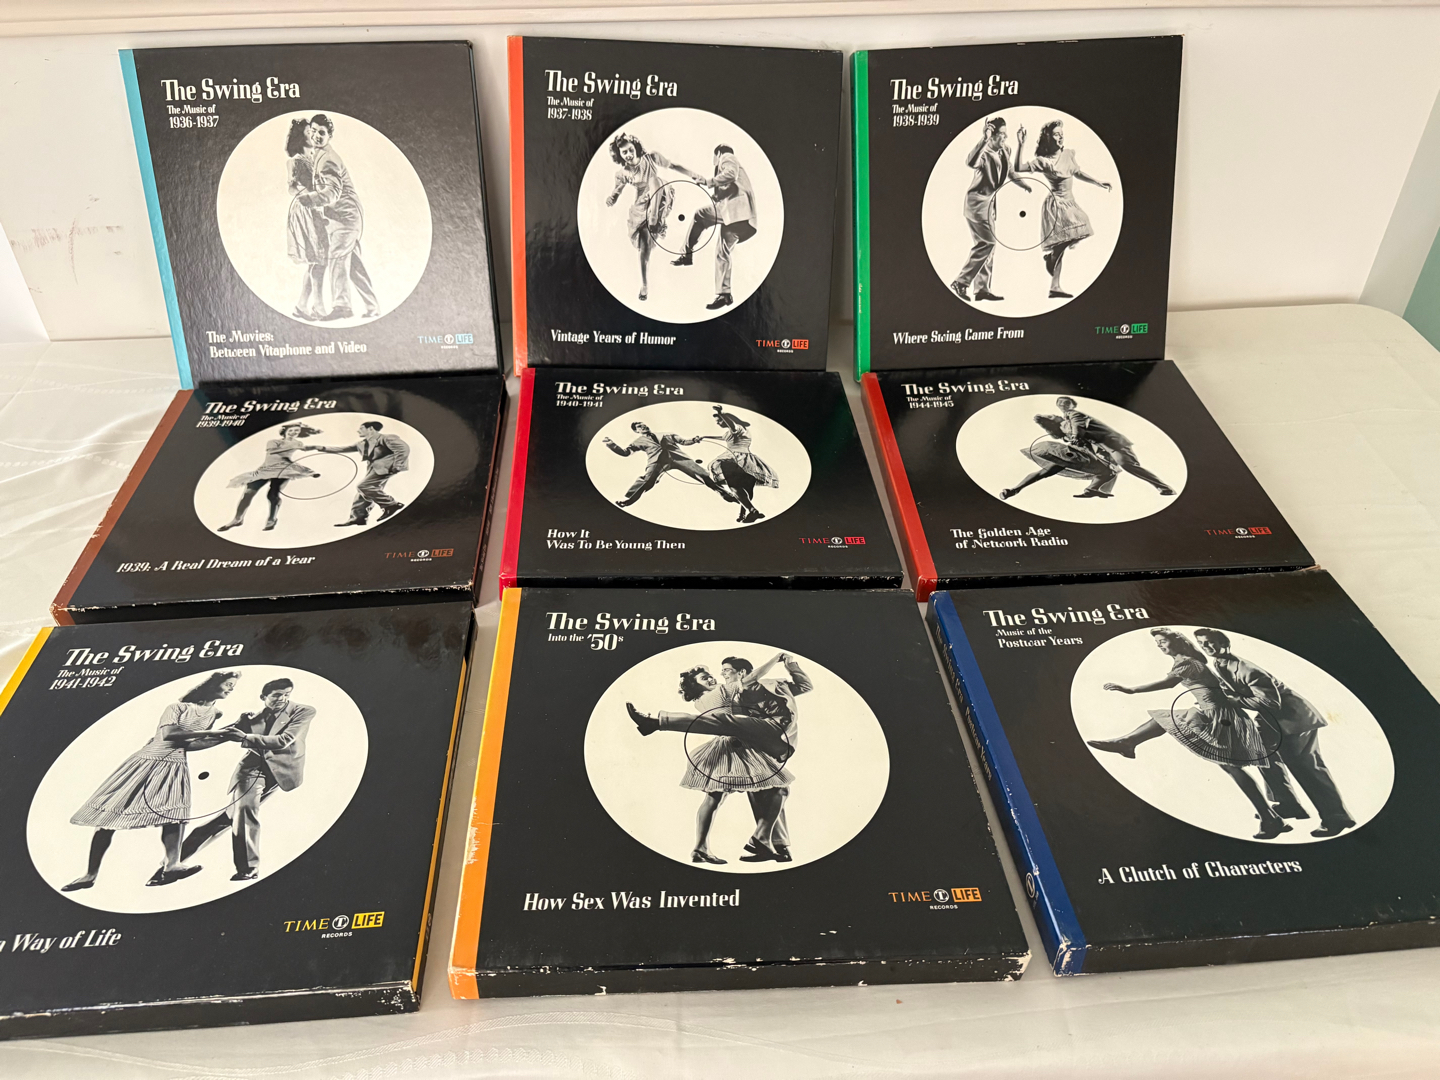 The Swing Era
The Music of
1936-1937
The Movies:
Between Vitaphone and Video
TIME LIFE
RECORDS
The Swing Era
The Music of
1937-1938
Vintage Years of Humor
TIME LIFE
RECORDS
The Swing Era
The Music of
1938-1939
Where Swing Came From
TIME LIFE
RECORDS
The Swing Era
The Music of
1939-1940
1939: A Real Dream of a Year
TIME LIFE
RECORDS
The Swing Era
The Music of
1940-1941
How It
Was To Be Young Then
TIME LIFE
RECORDS
The Swing Era
The Music of
1944-1945
The Golden Age
of Network Radio
TIME LIFE
RECORDS
The Swing Era
The Music of
1941-1942
Way of Life
TIME LIFE
RECORDS
The Swing Era
Into the '50s
How Sex Was Invented
TIME LIFE
RECORDS
The Swing Era
Music of the
Postwar Years
A Clutch of Characters